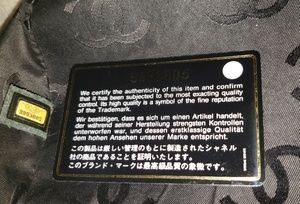 We certify the authenticity of this item and confirm
that it has been subjected to the most exacting quality
control. Its high quality is a symbol of the fine reputation
of the Trademark.
Wir bestätigen, dass es sich um einen Artikel handelt,
der während seiner Herstellung strengsten Kontrollen
unterworfen war, und dessen erstklassige Qualität
dem hohen Ansehen unserer Marke entspricht.
この製品は厳しい管理のもとに製造されたシャネル
社の商品であることを証明いたします。
このブランド・マークは最高級品質の象徴です。